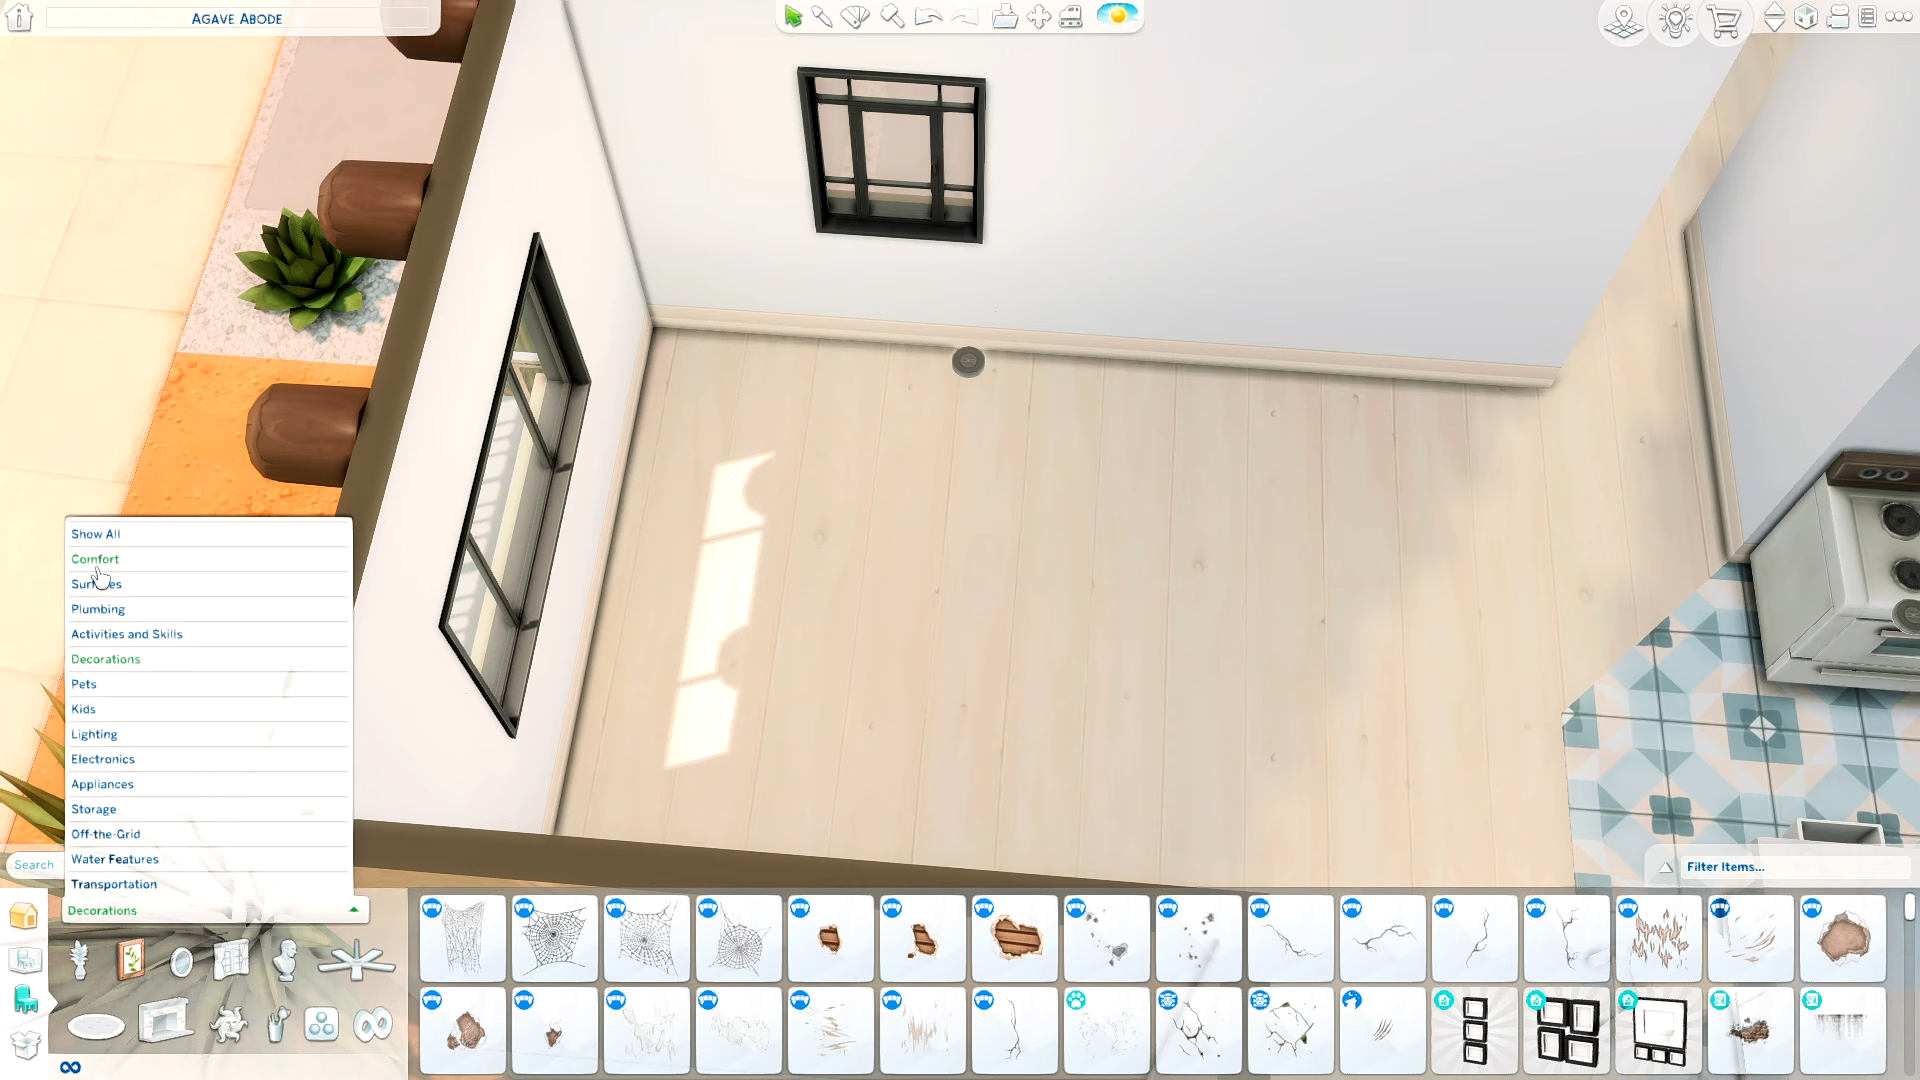 AGAVE ABODE
Show All
Comfort
Surfaces
Plumbing
Activities and Skills
Decorations
Pets
Kids
Lighting
Electronics
Appliances
Storage
Off-the-Grid
Water Features
Transportation
Search
Filter Items...
Decorations